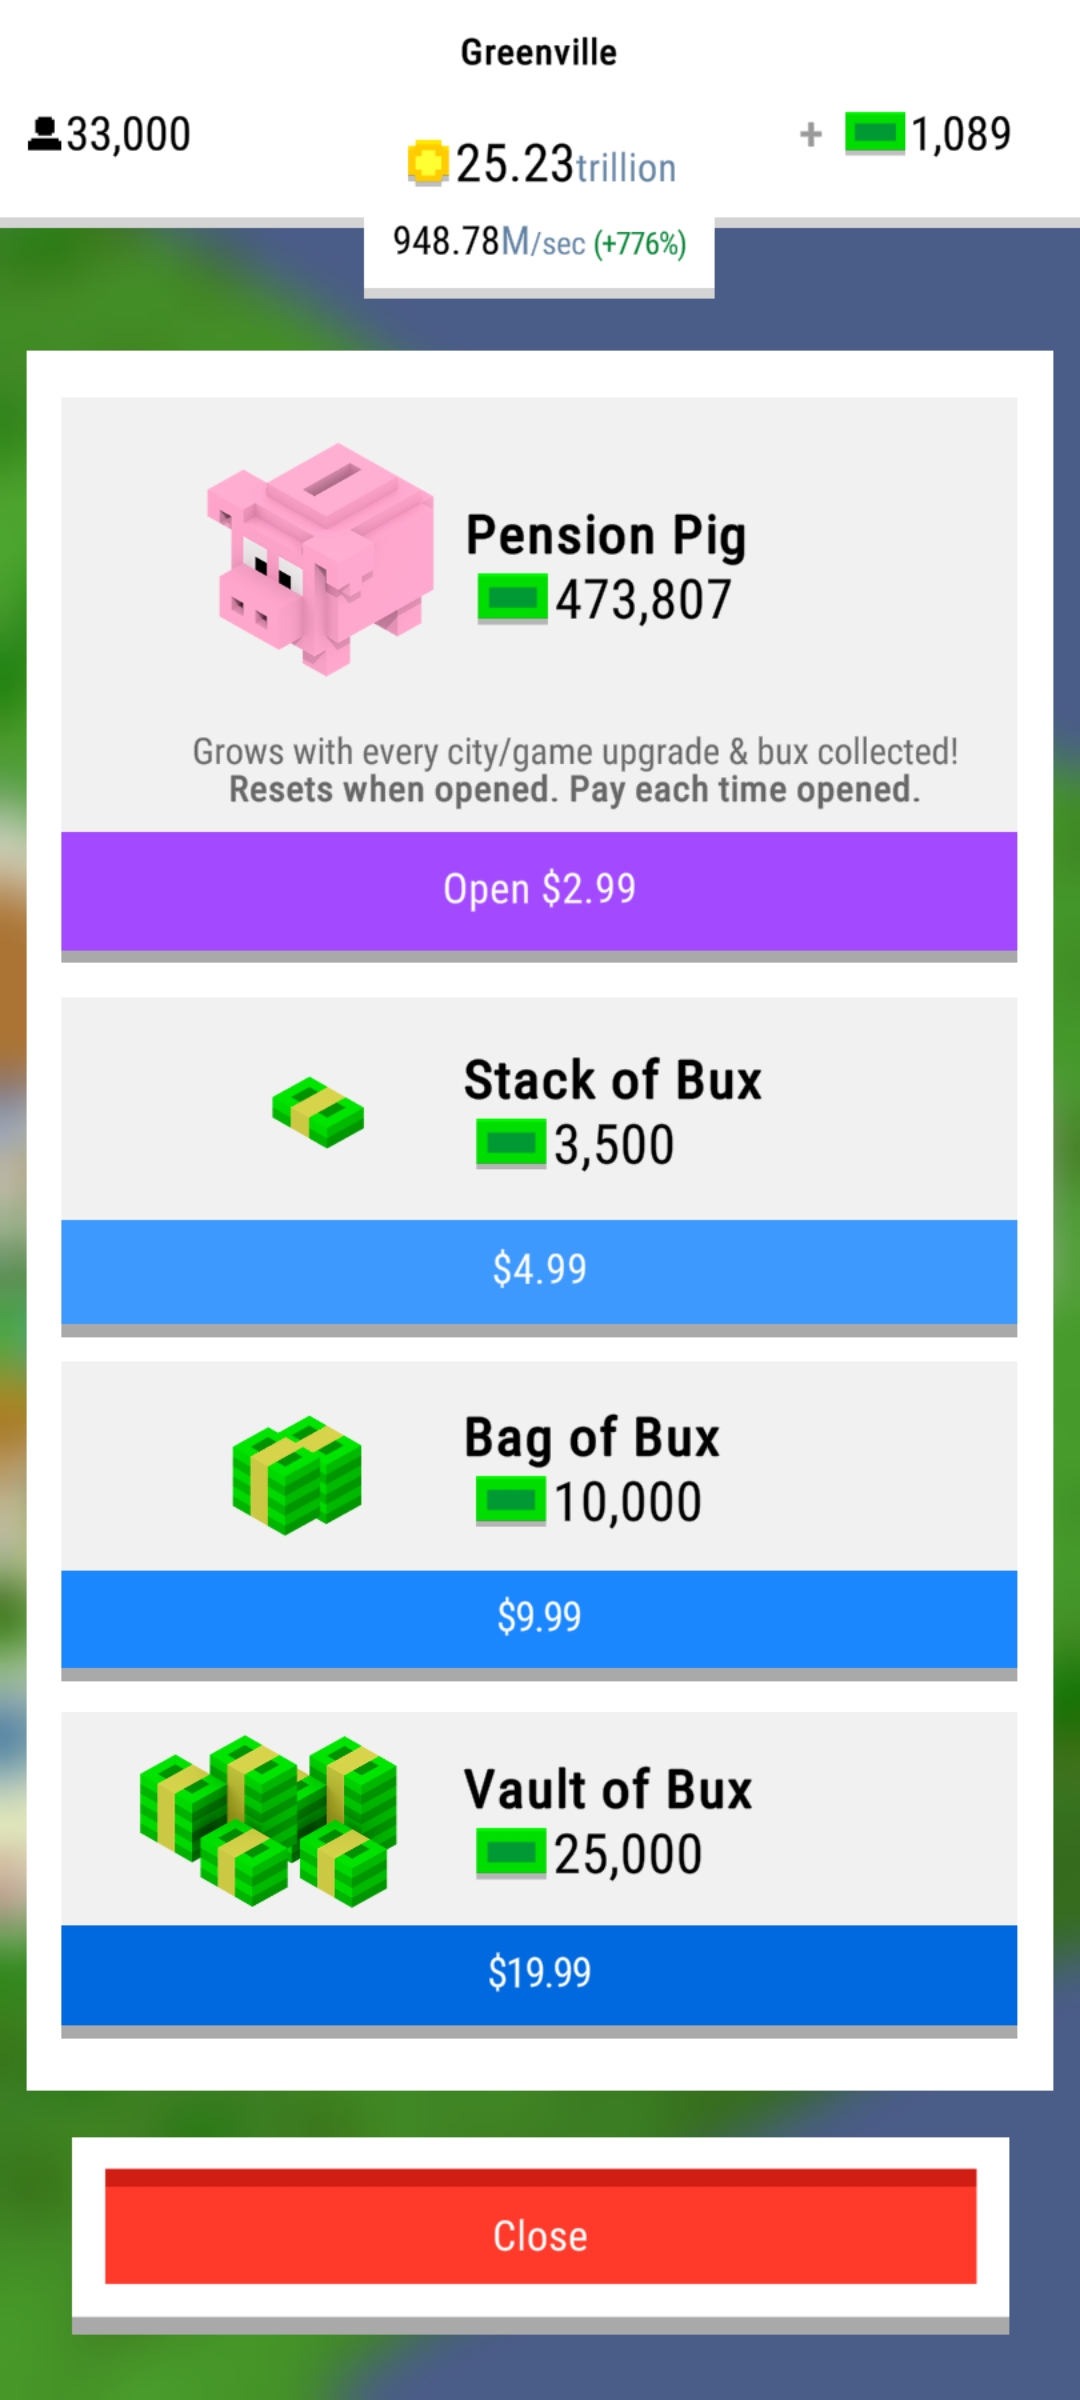 Greenville
33,000
25.23trillion
+ 1,089
948.78M/sec (+776%)
Pension Pig
473,807
Grows with every city/game upgrade & bux collected!
Resets when opened. Pay each time opened.
Open $2.99
Stack of Bux
3,500
$4.99
Bag of Bux
10,000
$9.99
Vault of Bux
25,000
$19.99
Close